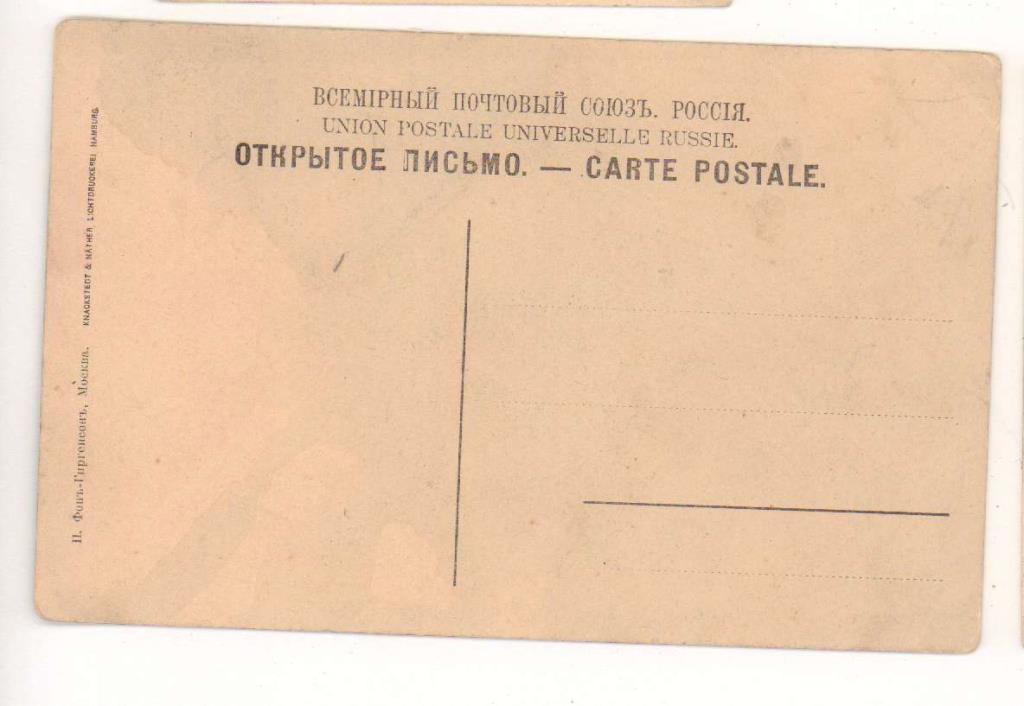 ВСЕМІРНЫЙ ПОЧТОВЫЙ СОЮЗЪ. РОССІЯ.
UNION POSTALE UNIVERSELLE RUSSIE.
ОТКРЫТОЕ ПИСЬМО. — CARTE POSTALE.
П. Фонъ-Гиргенсонъ, Москва. KNACKSTEDT & NÄTHER LICHTDRUCKEREI HAMBURG.